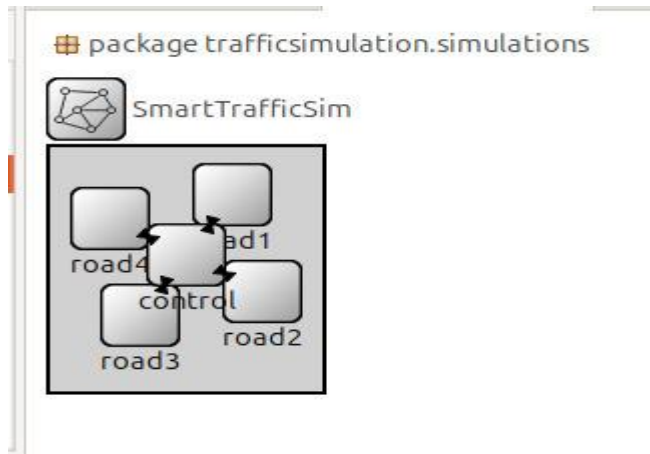 package trafficsimulation.simulations
SmartTrafficSim
ad1
road4
control
road2
road3